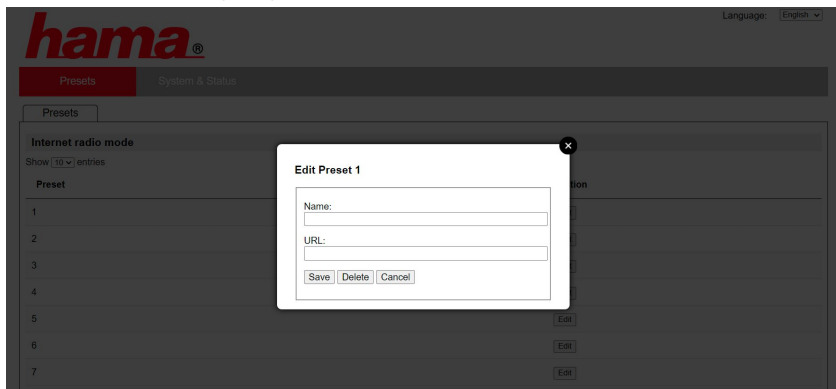 Language: English
hama®
Presets System & Status
Presets
Internet radio mode
Show 10 entries
Preset
Edit Preset 1
Name:
URL:
Save Delete Cancel
1
2
3
4
5 Edit
6 Edit
7 Edit